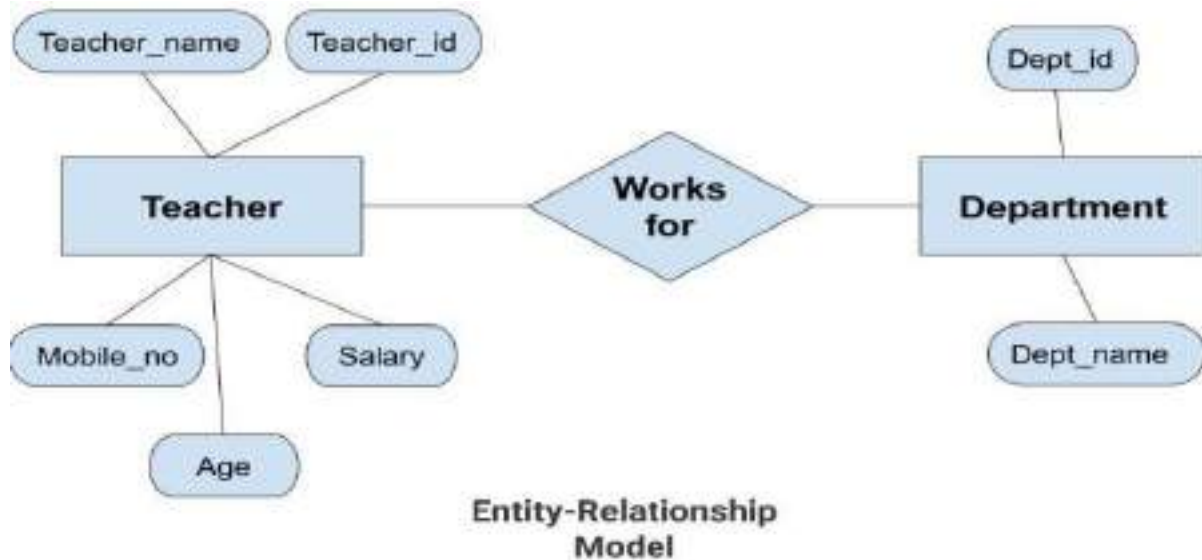 Teacher_name
Teacher_id
Dept_id
Teacher
Works
for
Department
Mobile_no
Salary
Dept_name
Age
Entity-Relationship
Model